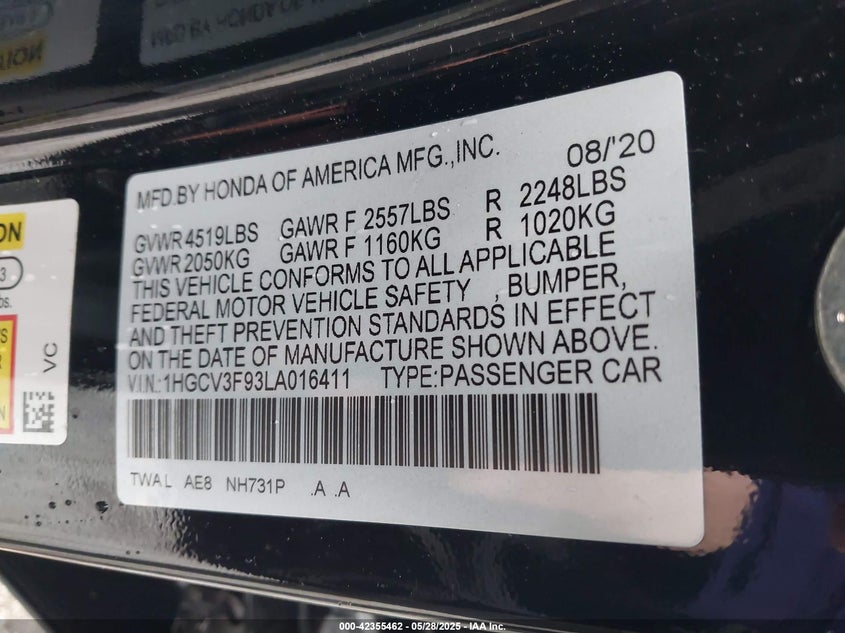 MFD.BY HONDA OF AMERICA MFG.,INC. 08/'20
GVWR 4519LBS GAWR F 2557LBS R 2248LBS
GVWR 2050KG GAWR F 1160KG R 1020KG
THIS VEHICLE CONFORMS TO ALL APPLICABLE
FEDERAL MOTOR VEHICLE SAFETY , BUMPER,
AND THEFT PREVENTION STANDARDS IN EFFECT
ON THE DATE OF MANUFACTURE SHOWN ABOVE.
V.I.N.:1HGCV3F93LA016411 TYPE:PASSENGER CAR
TWA L AE8 NH731P .A .A
ON
3
bs.
S
R
VC
000-42355462 - 05/28/2025 - IAA Inc.